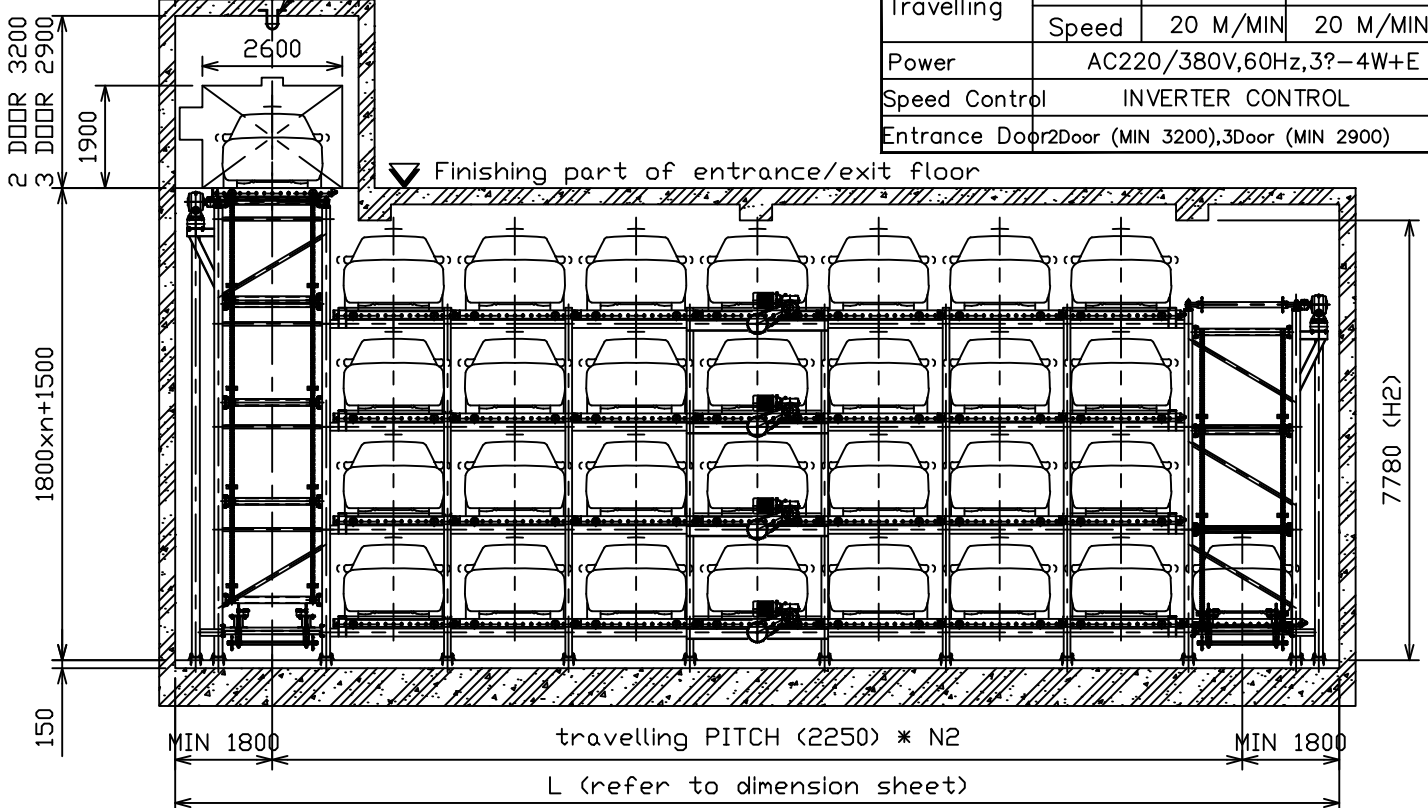 Travelling
Speed 20 M/MIN 20 M/MIN
Power AC220/380V,60Hz,3?-4W+E
Speed Control INVERTER CONTROL
Entrance Door 2Door (MIN 3200),3Door (MIN 2900)
2 DOOR 3200
3 DOOR 2900
2600
1900
Finishing part of entrance/exit floor
1800xn+1500
7780 (H2)
150
MIN 1800
travelling PITCH (2250) * N2
MIN 1800
L (refer to dimension sheet)